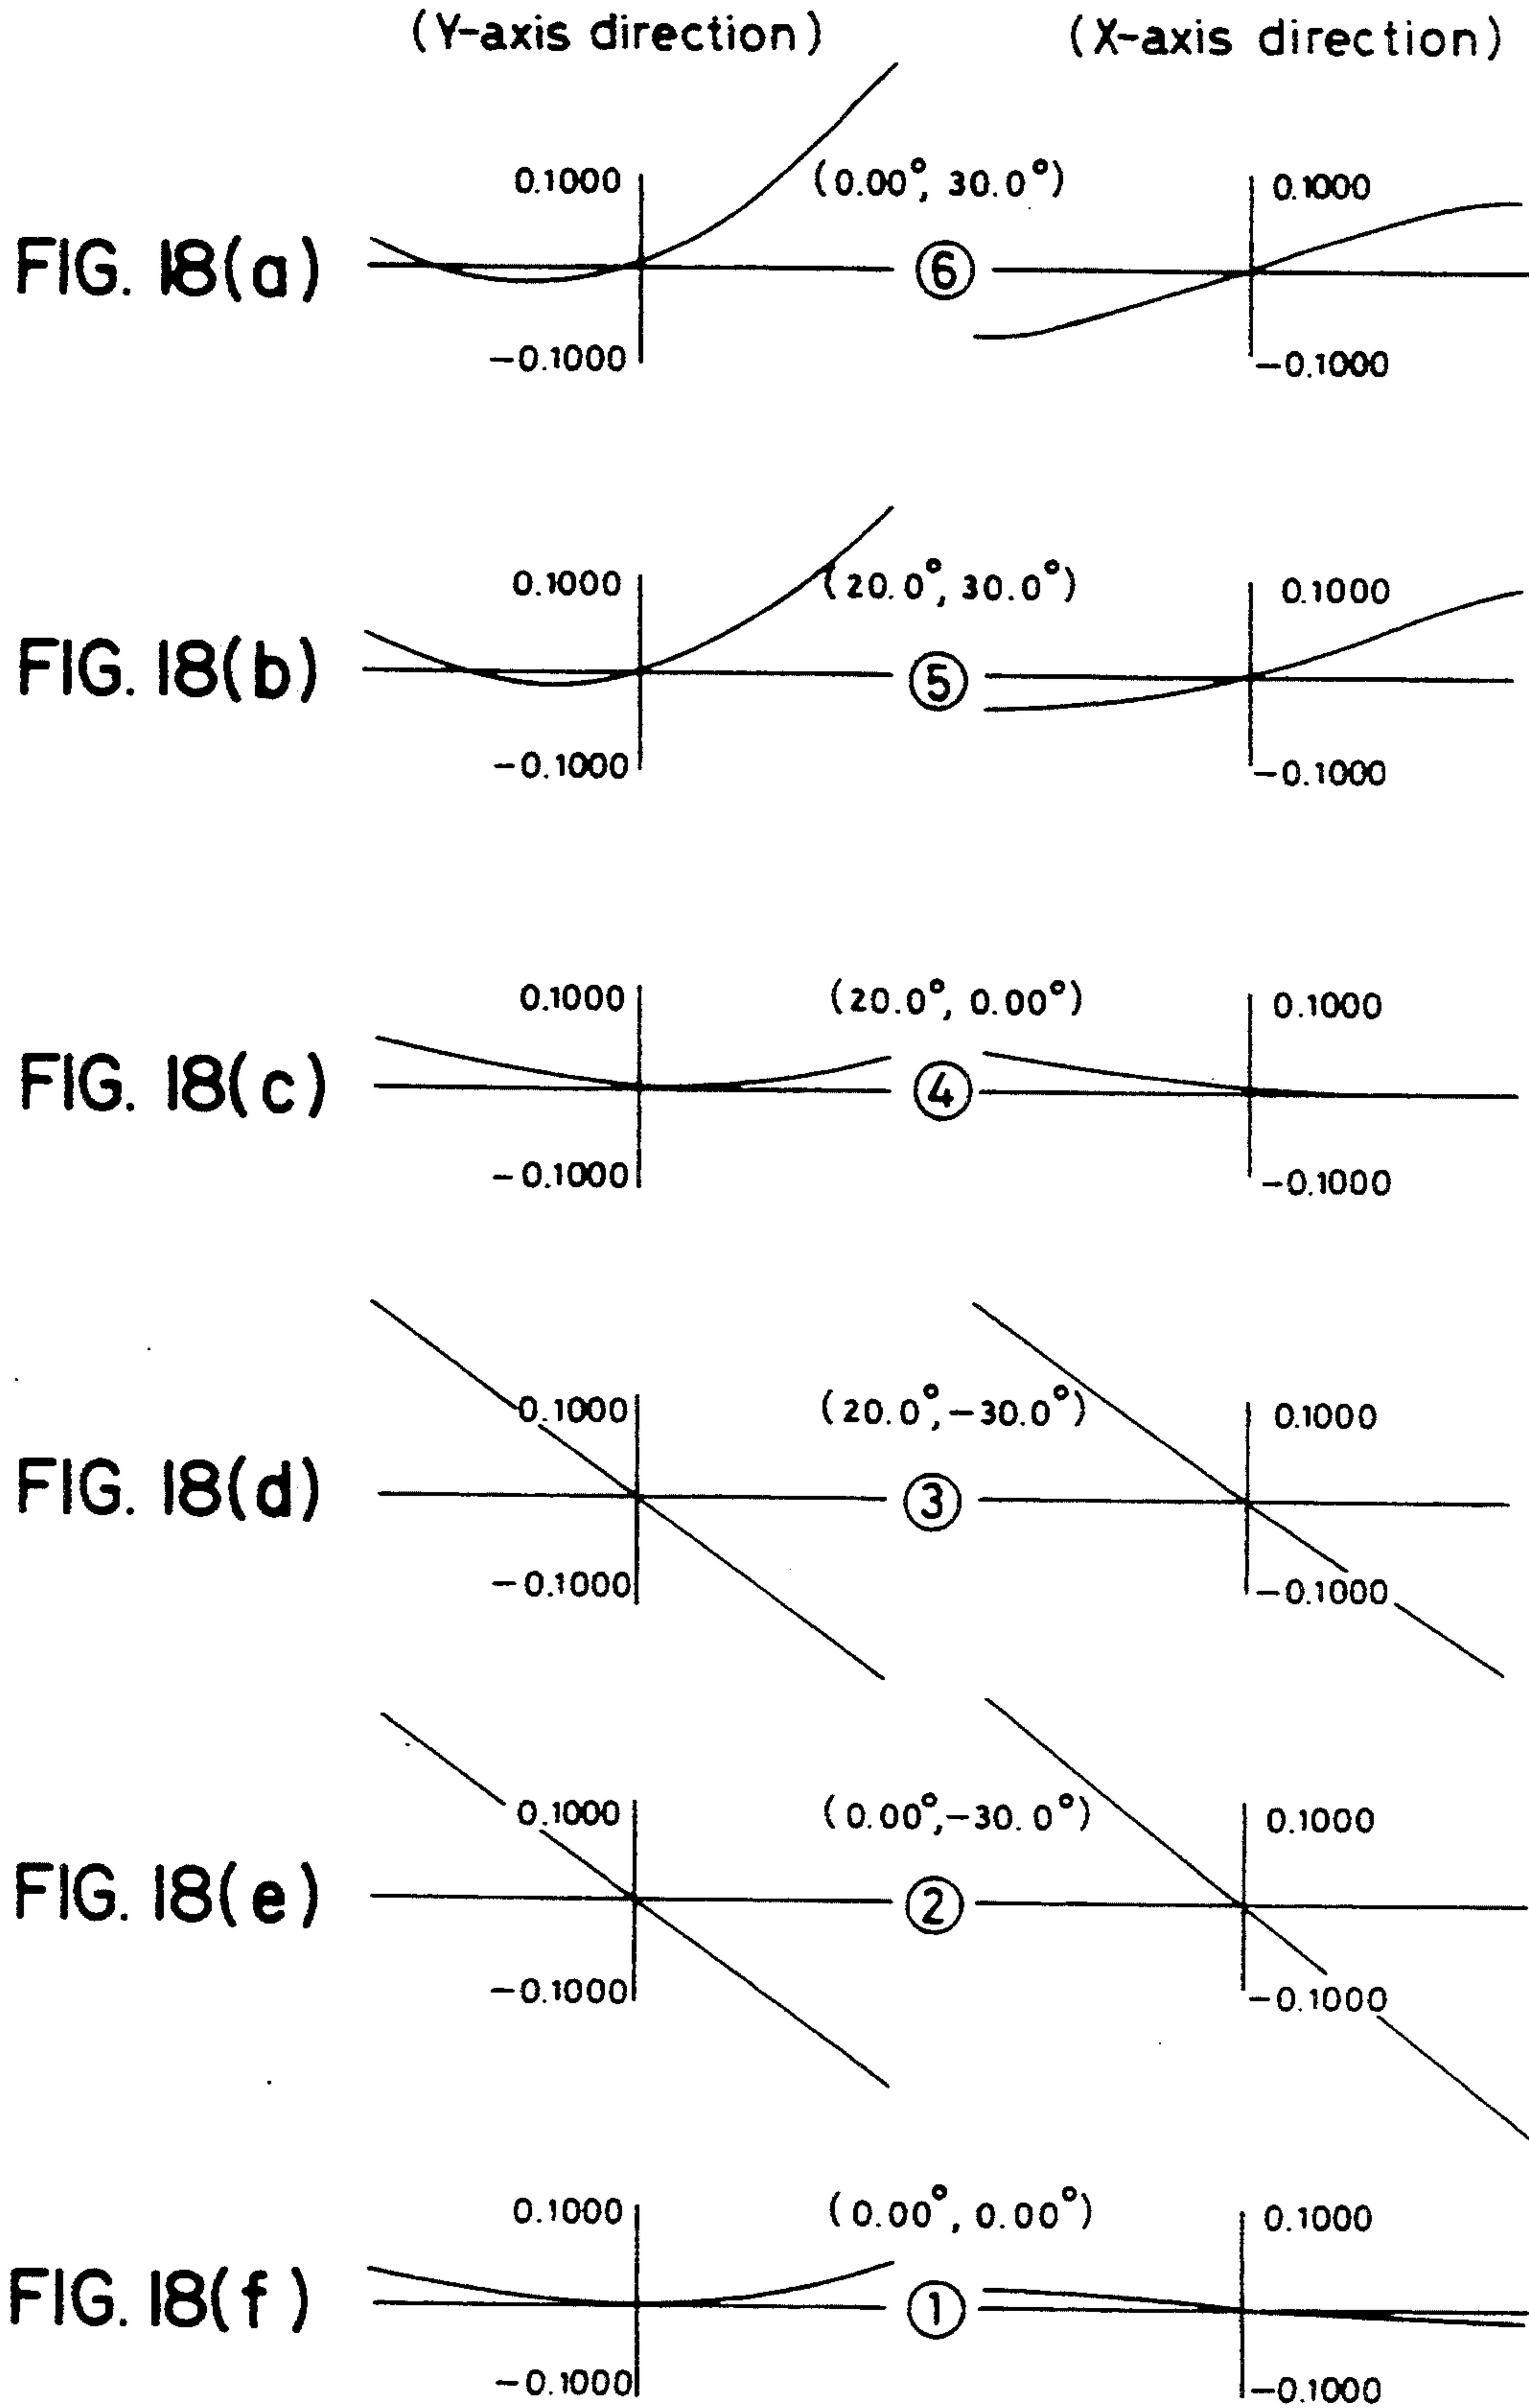 (Y-axis direction) (X-axis direction)
0.1000 (0.00°, 30.0°) 0.1000
FIG. 18(a) ⑥
-0.1000 -0.1000
0.1000 (20.0°, 30.0°) 0.1000
FIG. 18(b) ⑤
-0.1000 -0.1000
0.1000 (20.0°, 0.00°) 0.1000
FIG. 18(c) ④
-0.1000 -0.1000
0.1000 (20.0°, -30.0°) 0.1000
FIG. 18(d) ③
-0.1000 -0.1000
0.1000 (0.00°, -30.0°) 0.1000
FIG. 18(e) ②
-0.1000 -0.1000
0.1000 (0.00°, 0.00°) 0.1000
FIG. 18(f) ①
-0.1000 -0.1000